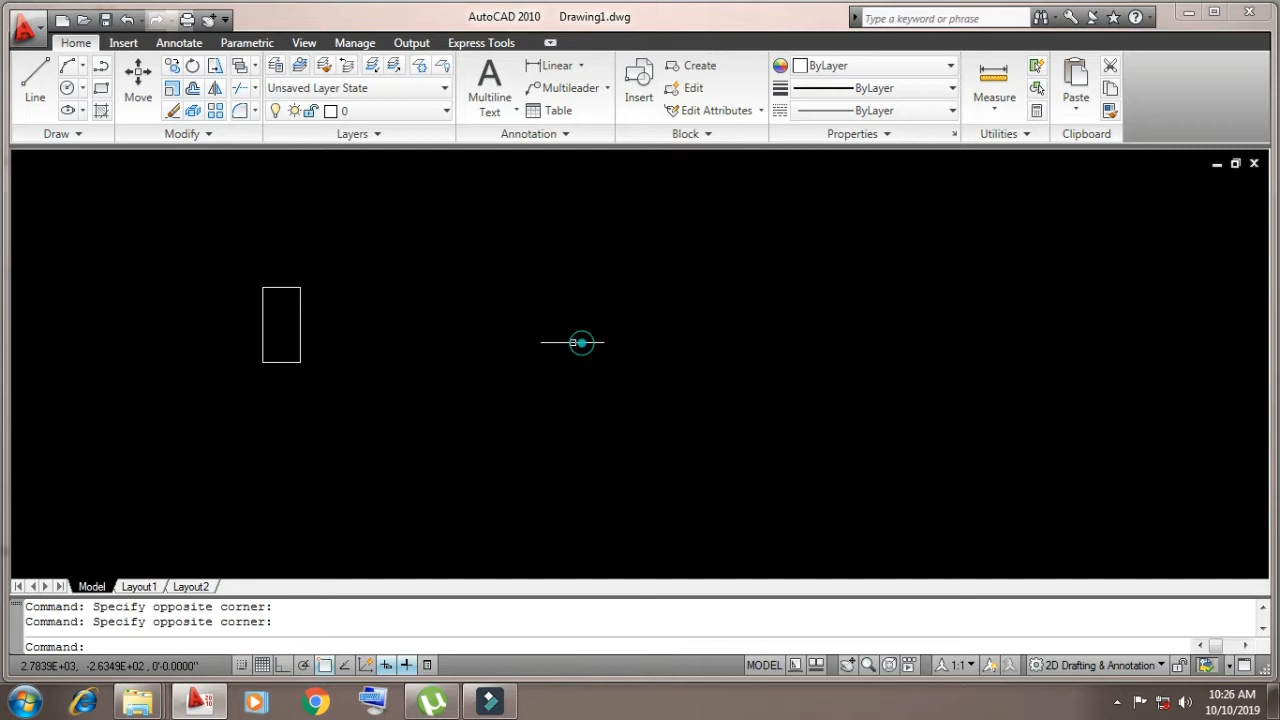 AutoCAD 2010 Drawing1.dwg
Type a keyword or phrase
Home Insert Annotate Parametric View Manage Output Express Tools
Line
Move
Unsaved Layer State
0
Multiline
Text
Linear
Multileader
Table
Insert
Create
Edit
Edit Attributes
ByLayer
ByLayer
ByLayer
Measure
Paste
Draw Modify Layers Annotation Block Properties Utilities Clipboard
Model Layout1 Layout2
Command: Specify opposite corner:
Command: Specify opposite corner:
Command:
2.7839E+03, -2.6349E+02 , 0'-0.0000" MODEL 1:1 2D Drafting & Annotation
20
10
10:26 AM
10/10/2019